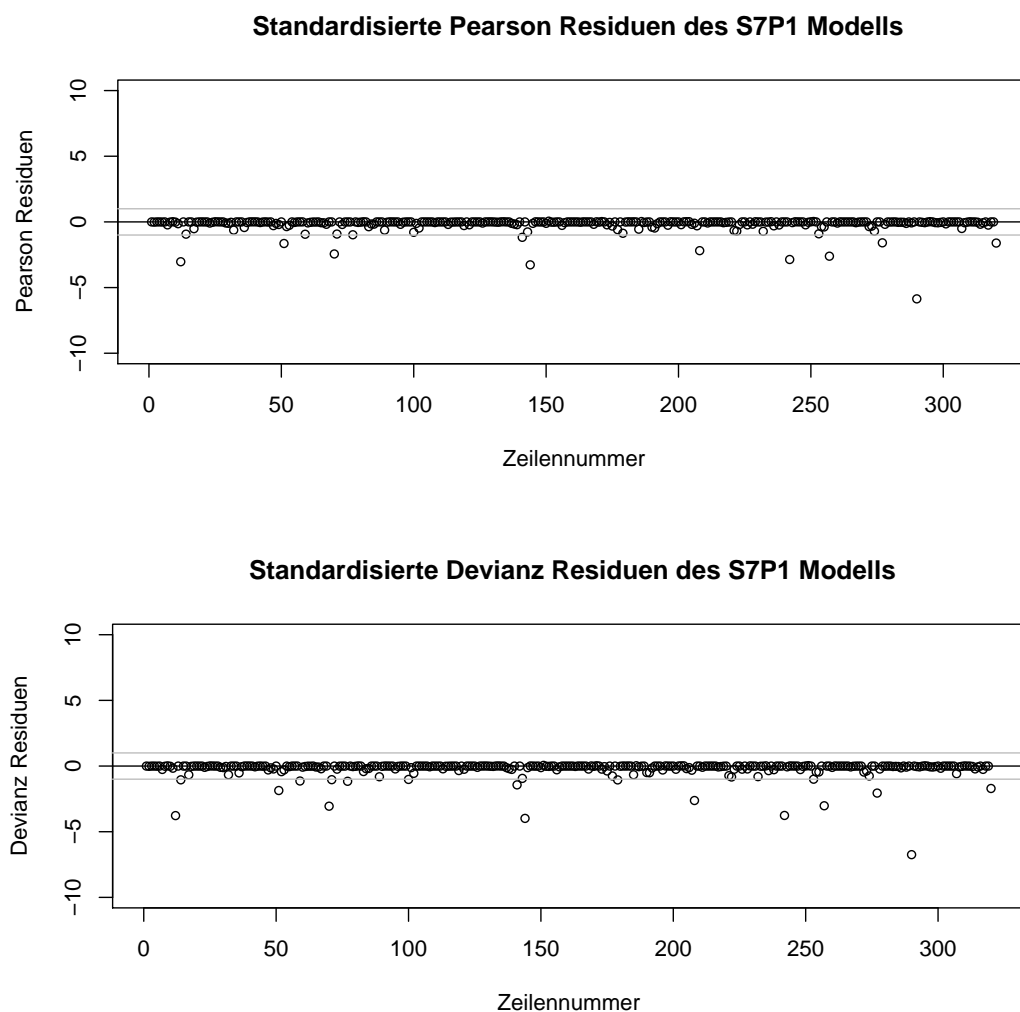 Standardisierte Pearson Residuen des S7P1 Modells
Pearson Residuen
10
5
0
−5
−10
0 50 100 150 200 250 300
Zeilennummer
Standardisierte Devianz Residuen des S7P1 Modells
Devianz Residuen
10
5
0
−5
−10
0 50 100 150 200 250 300
Zeilennummer